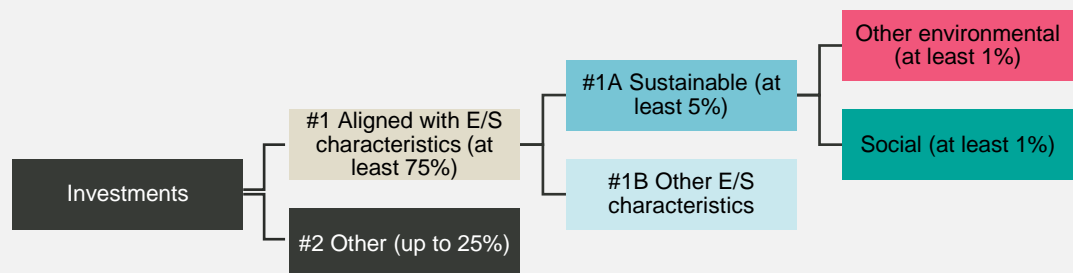 Investments
#1 Aligned with E/S
characteristics (at
least 75%)
#2 Other (up to 25%)
#1A Sustainable (at
least 5%)
#1B Other E/S
characteristics
Other environmental
(at least 1%)
Social (at least 1%)